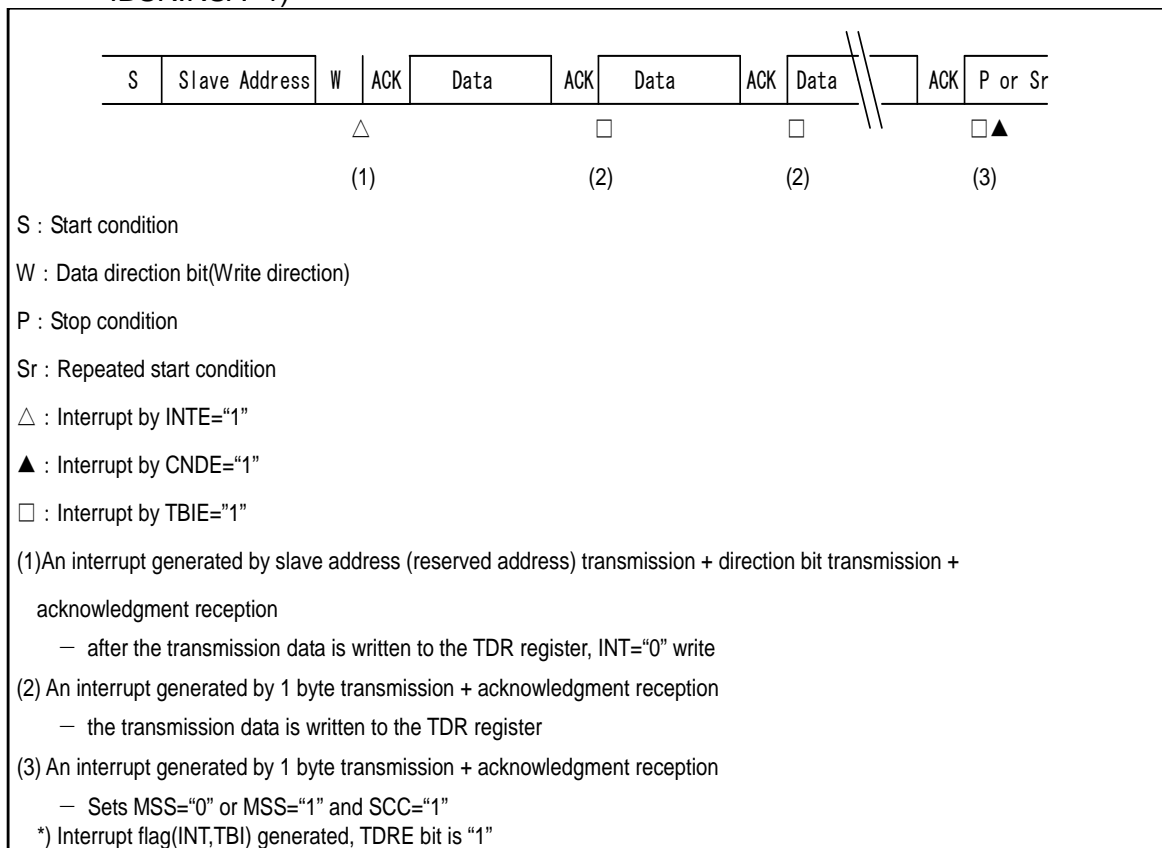 S Slave Address W ACK Data ACK Data ACK Data ACK P or Sr
△ □ □ □▲
(1) (2) (2) (3)
S : Start condition
W : Data direction bit(Write direction)
P : Stop condition
Sr : Repeated start condition
△ : Interrupt by INTE=“1”
▲ : Interrupt by CNDE=“1”
□ : Interrupt by TBIE=”1”
(1)An interrupt generated by slave address (reserved address) transmission + direction bit transmission +
acknowledgment reception
— after the transmission data is written to the TDR register, INT=“0” write
(2) An interrupt generated by 1 byte transmission + acknowledgment reception
— the transmission data is written to the TDR register
(3) An interrupt generated by 1 byte transmission + acknowledgment reception
— Sets MSS=“0” or MSS=“1” and SCC=“1”
*) Interrupt flag(INT,TBI) generated, TDRE bit is “1”